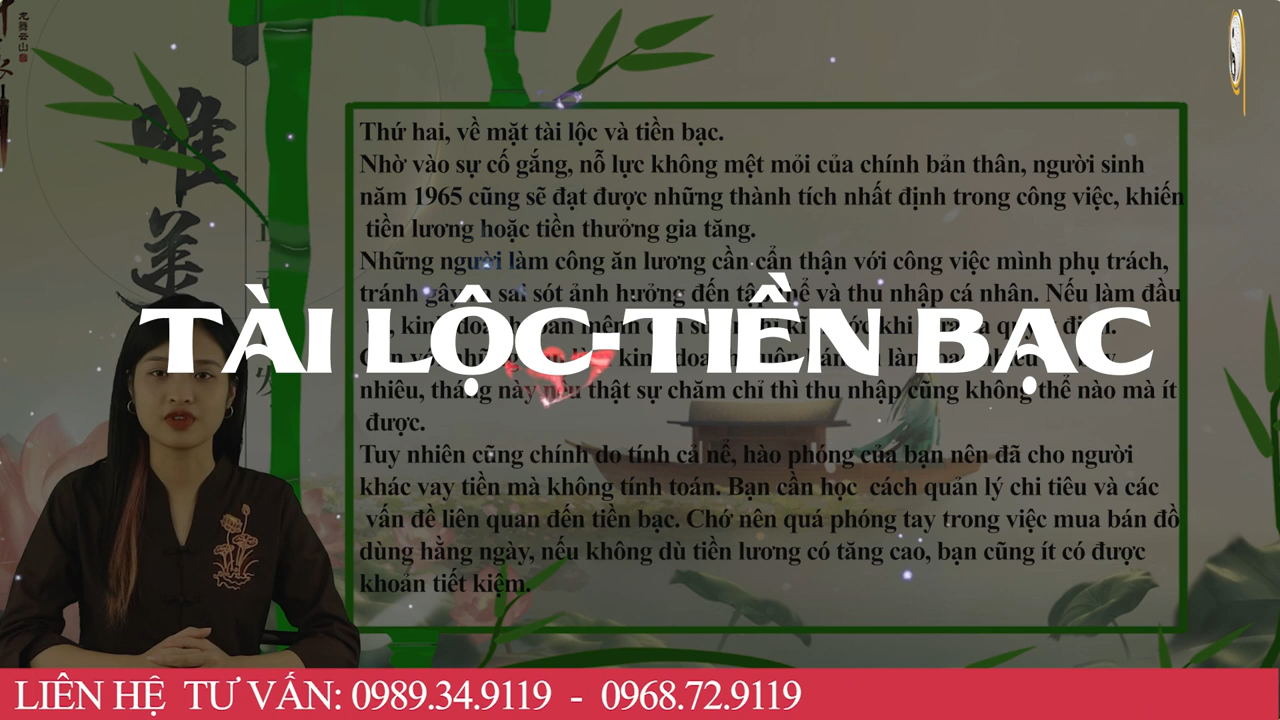 龙舞云山
唯
蓬
Thứ hai, về mặt tài lộc và tiền bạc.
Nhờ vào sự cố gắng, nỗ lực không mệt mỏi của chính bản thân, người sinh
năm 1965 cũng sẽ đạt được những thành tích nhất định trong công việc, khiến
tiền lương hoặc tiền thưởng gia tăng.
Những người làm công ăn lương cần cẩn thận với công việc mình phụ trách,
tránh gây sai sót ảnh hưởng đến tập thể và thu nhập cá nhân. Nếu làm đầu
TÀI LỘC-TIỀN BẠC
nhiêu, tháng này nếu thật sự chăm chỉ thì thu nhập cũng không thể nào mà ít
được.
Tuy nhiên cũng chính do tính cả nể, hào phóng của bạn nên đã cho người
khác vay tiền mà không tính toán. Bạn cần học cách quản lý chi tiêu và các
vấn đề liên quan đến tiền bạc. Chớ nên quá phóng tay trong việc mua bán đồ
dùng hằng ngày, nếu không dù tiền lương có tăng cao, bạn cũng ít có được
khoản tiết kiệm.
LIÊN HỆ TƯ VẤN: 0989.34.9119 - 0968.72.9119